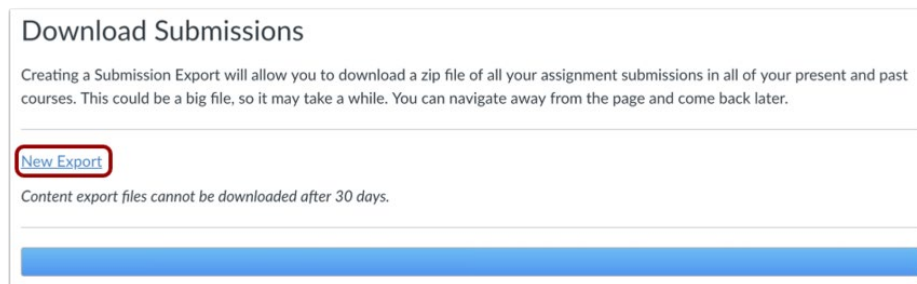 Download Submissions
Creating a Submission Export will allow you to download a zip file of all your assignment submissions in all of your present and past
courses. This could be a big file, so it may take a while. You can navigate away from the page and come back later.
New Export
Content export files cannot be downloaded after 30 days.